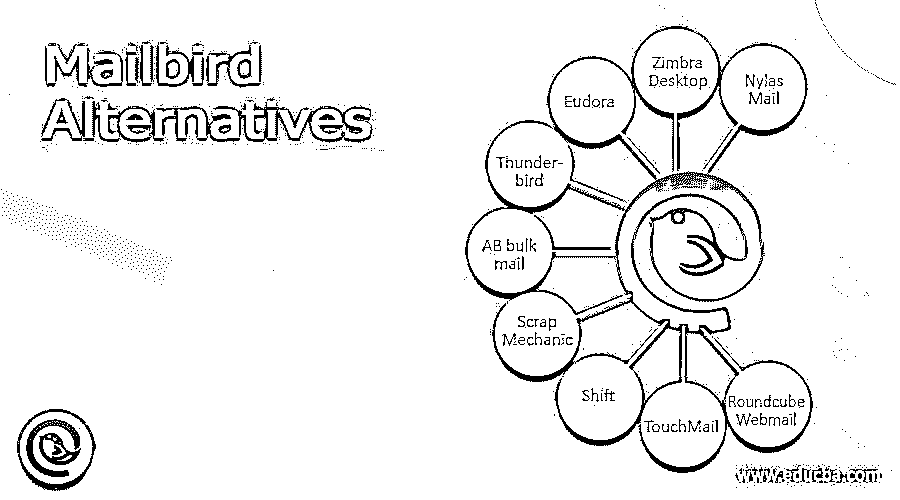 Mailbird
Alternatives
Zimbra
Desktop
Nylas
Mail
Eudora
Thunder-
bird
AB bulk
mail
Scrap
Mechanic
Shift
TouchMail
Roundcube
Webmail
www.educba.com